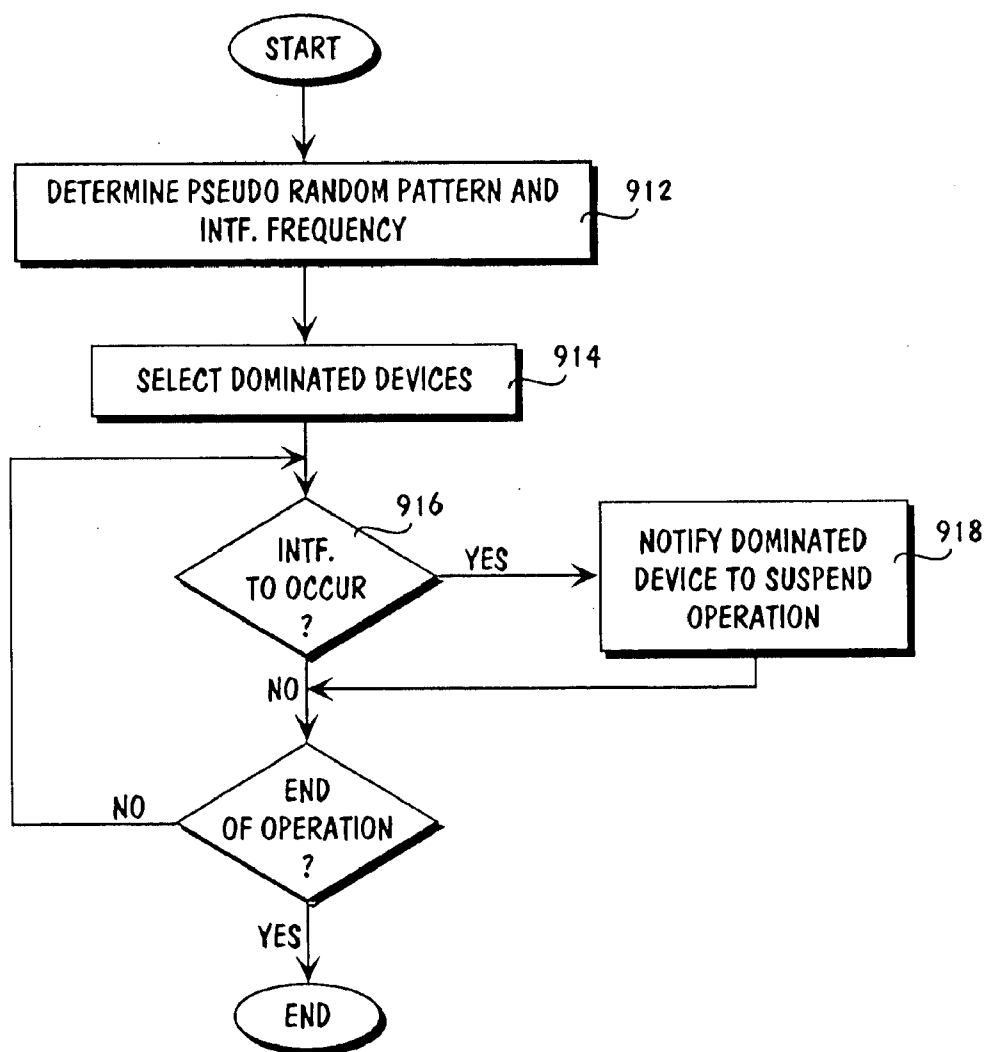 START
DETERMINE PSEUDO RANDOM PATTERN AND
INTF. FREQUENCY
912
SELECT DOMINATED DEVICES
914
INTF.
TO OCCUR
?
916
YES
NOTIFY DOMINATED
DEVICE TO SUSPEND
OPERATION
918
NO
END
OF OPERATION
?
NO
YES
END